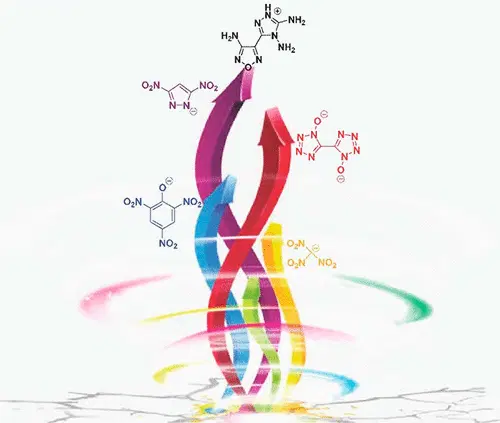 H
H₂N N–N⊕ NH₂
N NH₂
N O N
O₂N NO₂
N–N⊖
O⊖
N–N N N
N N N N
O⊖
O⊖
O₂N NO₂
NO₂
O₂N ⊖
O₂N NO₂